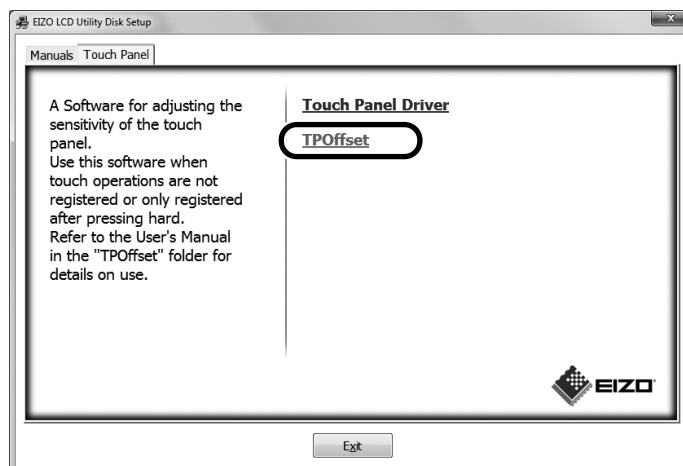 EIZO LCD Utility Disk Setup
x
Manuals Touch Panel
A Software for adjusting the
sensitivity of the touch
panel.
Use this software when
touch operations are not
registered or only registered
after pressing hard.
Refer to the User's Manual
in the "TPOffset" folder for
details on use.
Touch Panel Driver
TPOffset
EIZO
Exit